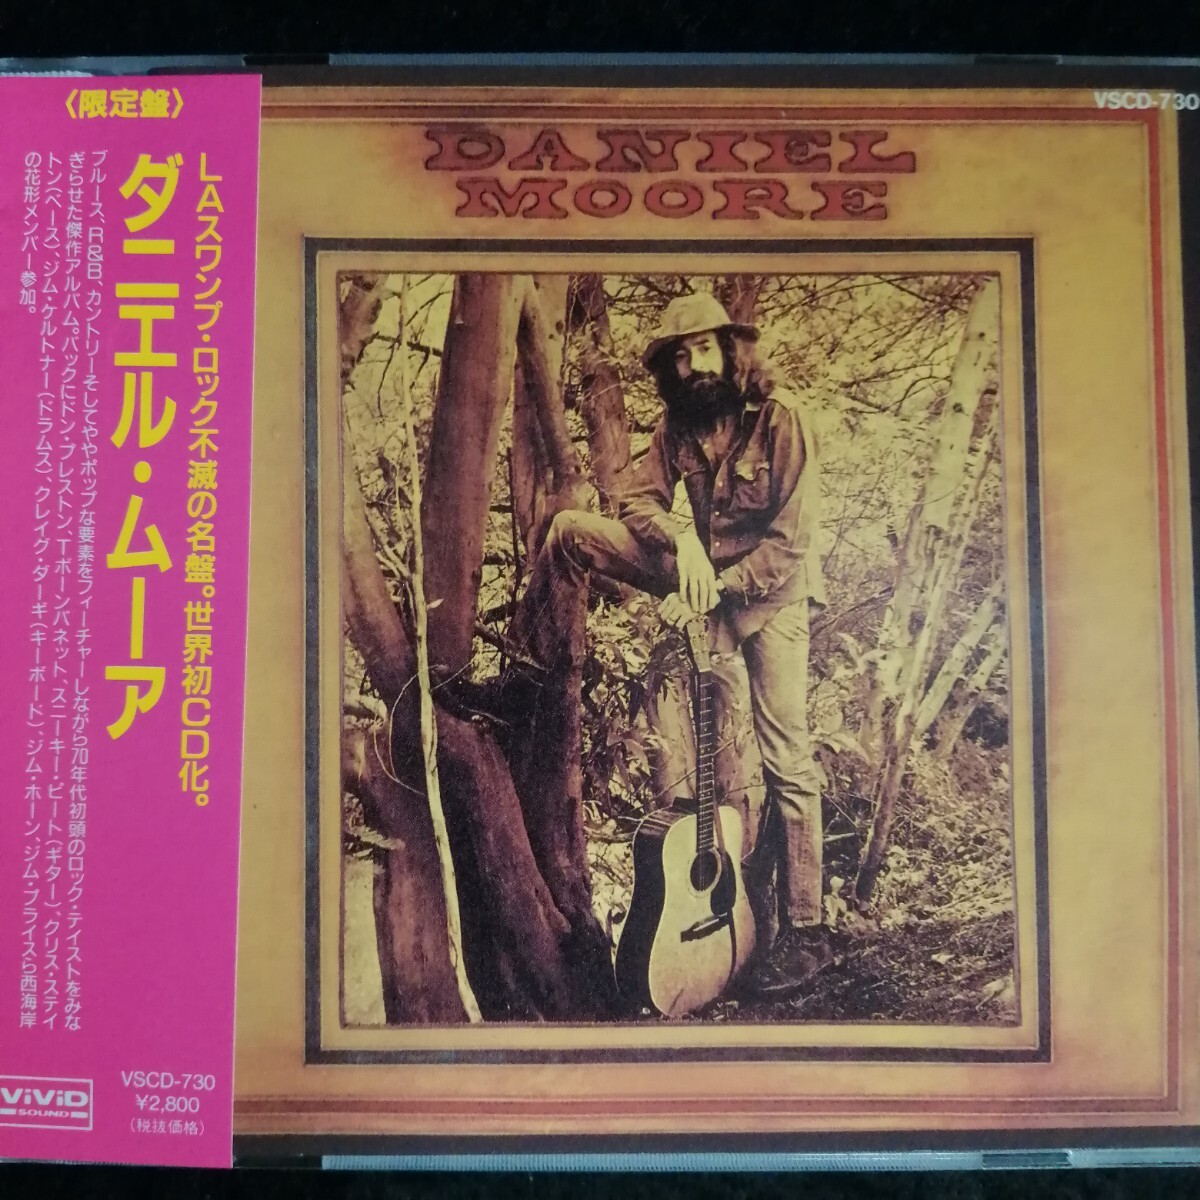 〈限定盤〉
LAスワンプ・ロック不滅の名盤。世界初CD化。
ダニエル・ムーア
ブルース、R&B、カントリーそしてややポップな要素をフィーチャーしながら70年代初頭のロック・テイストをみな
ぎらせた傑作アルバム。バックにドン・プレストン、Tボーンバネット、スニーキー・ピート(ギター)、クリス・ステイ
トン(ベース)、ジム・ケルトナー(ドラムス)、クレイグ・ダーギ(キーボード)、ジム・ホーン、ジム・プライスら西海岸
の花形メンバー参加。
VSCD-730
¥2,800
(税抜価格)
ViViD
SOUND
VSCD-730
DANIEL
MOORE